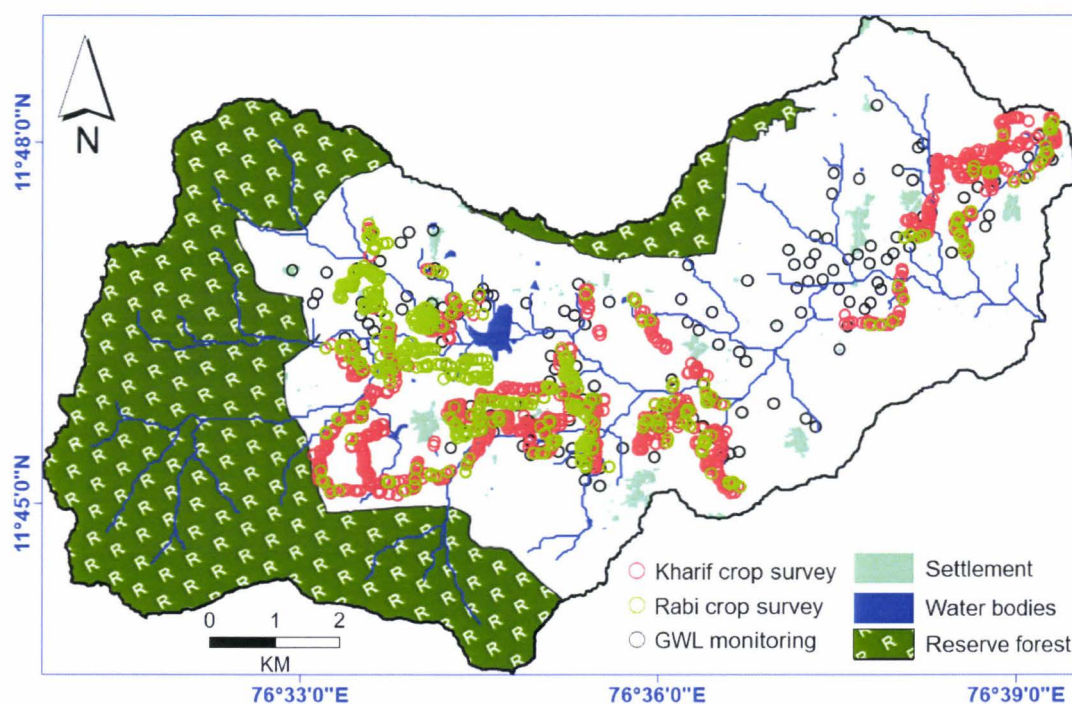 N
11°48'0"N
11°45'0"N
0 1 2
KM
Kharif crop survey
Rabi crop survey
GWL monitoring
Settlement
Water bodies
R R Reserve forest
76°33'0"E 76°36'0"E 76°39'0"E